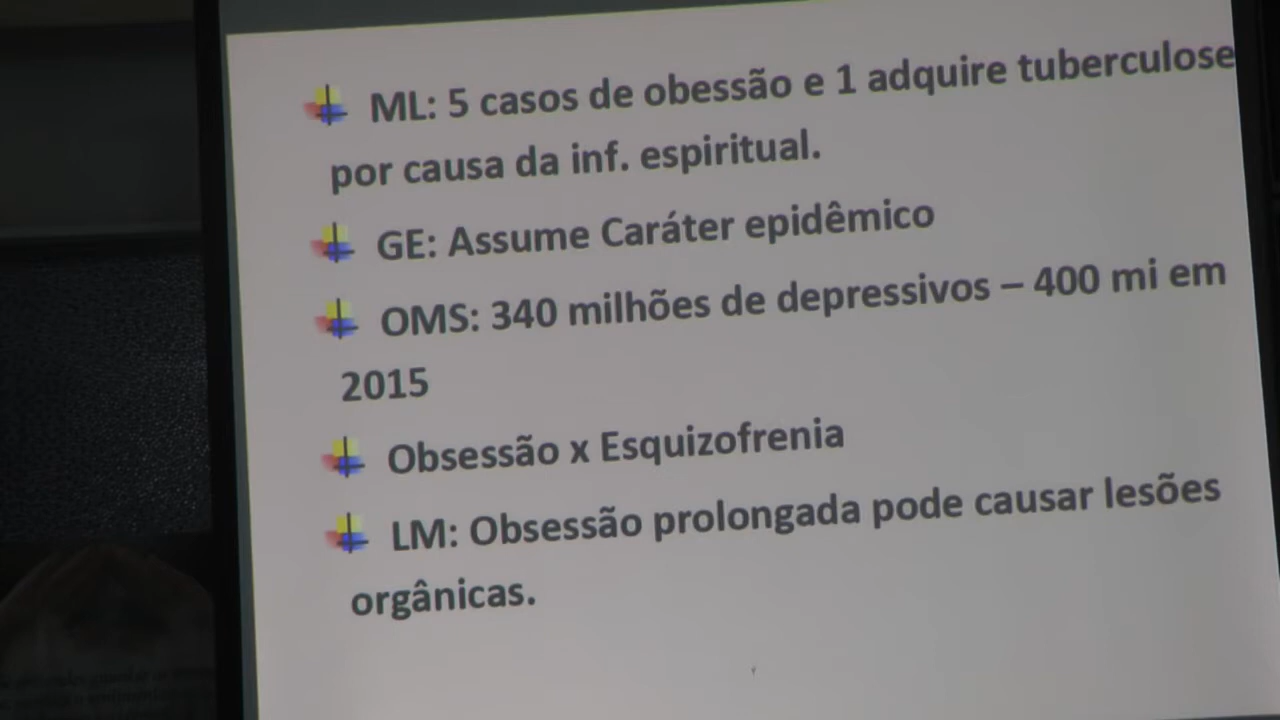 ML: 5 casos de obessão e 1 adquire tuberculose
por causa da inf. espiritual.
GE: Assume Caráter epidêmico
OMS: 340 milhões de depressivos – 400 mi em
2015
Obsessão x Esquizofrenia
LM: Obsessão prolongada pode causar lesões
orgânicas.